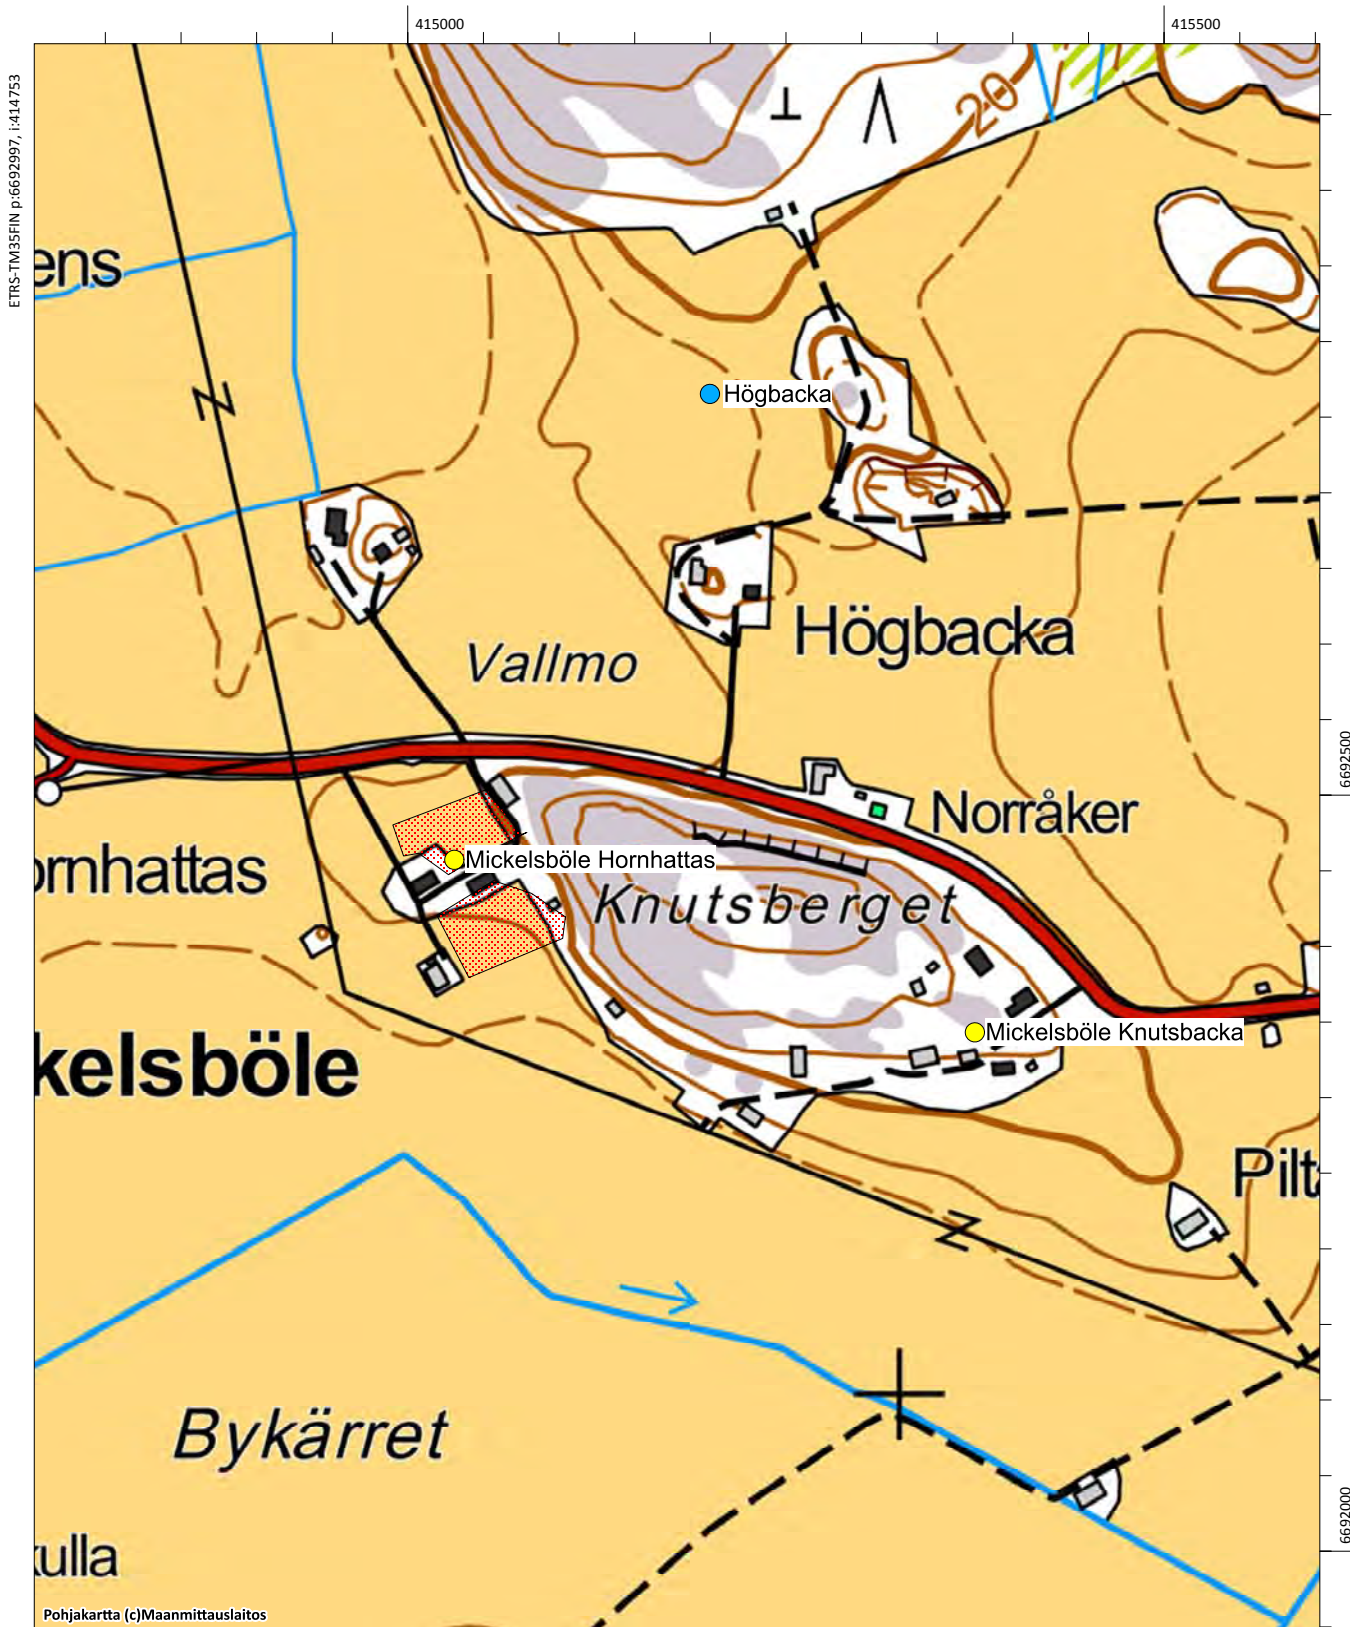 415000
415500
ETRS-TM35FIN p:6692997, i:414753
20
ens
Högbacka
Högbacka
Vallmo
6692500
Norråker
ornhattas
Mickelsböle Hornhattas
Knutsberget
Mickelsböle Knutsbacka
kelsböle
Pilt
Bykärret
6692000
kulla
Pohjakartta (c)Maanmittauslaitos